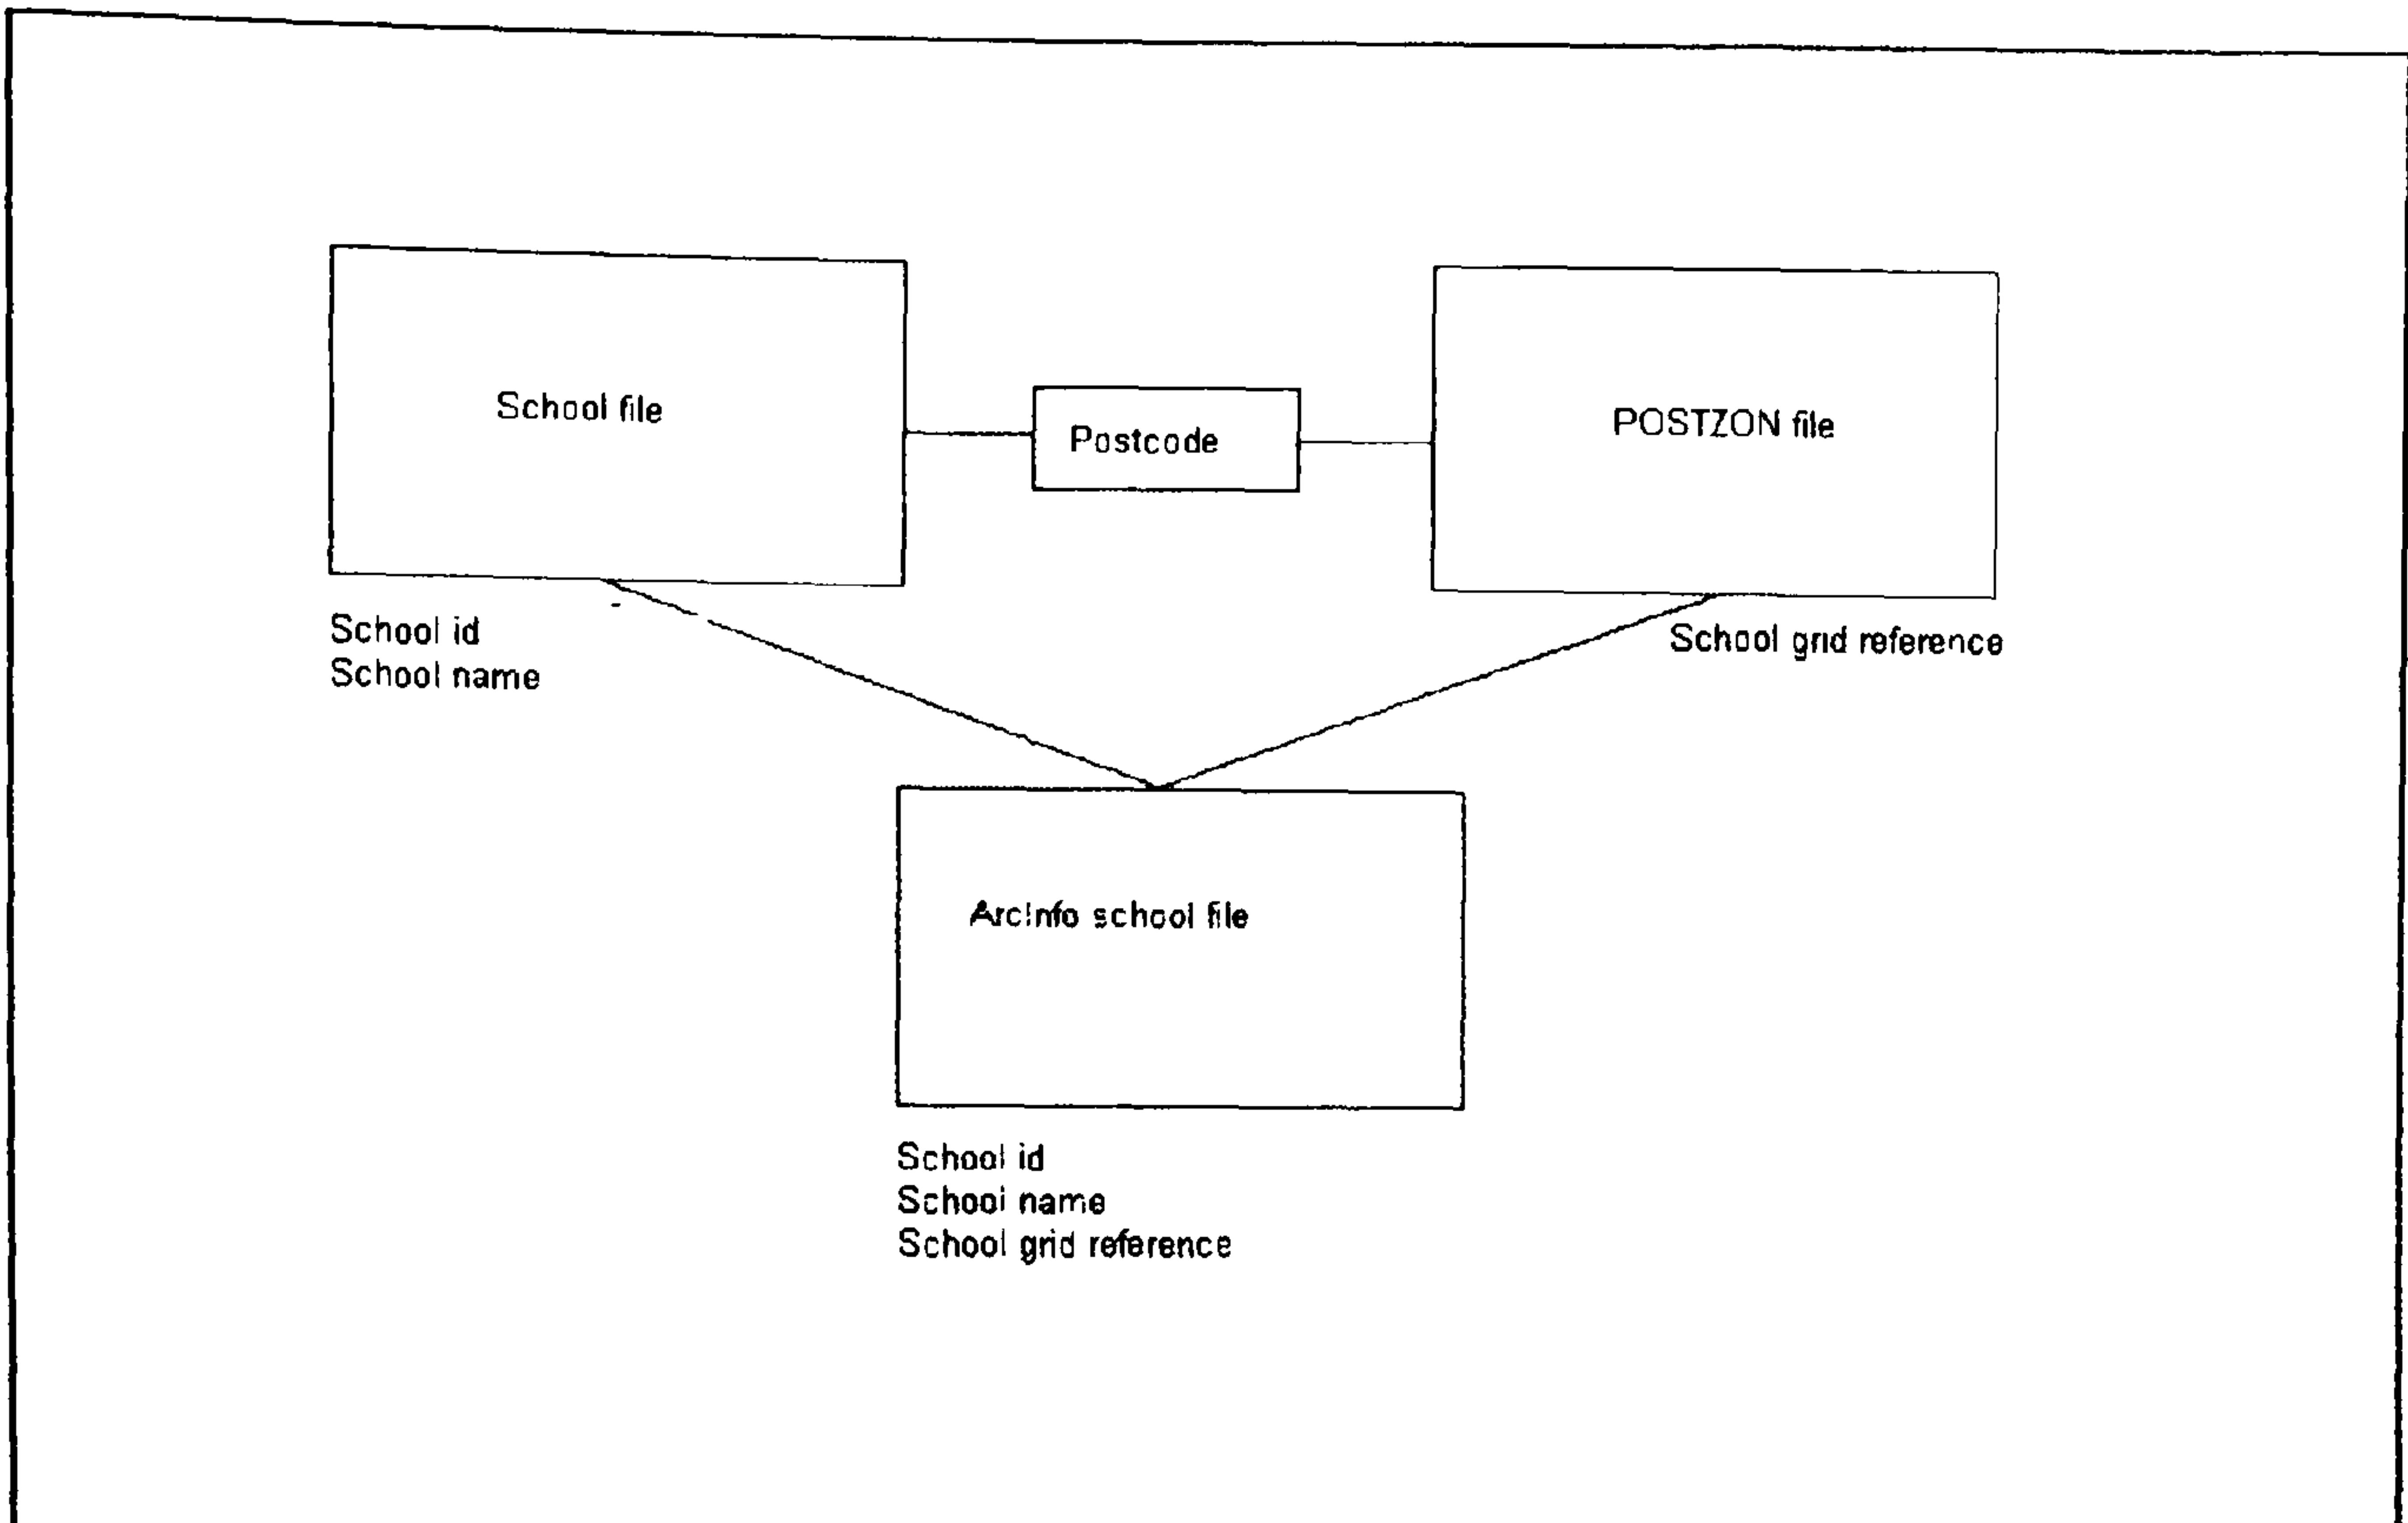 School file
Postcode
POSTZON file
School id
School name
School grid reference
ArcInfo school file
School id
School name
School grid reference